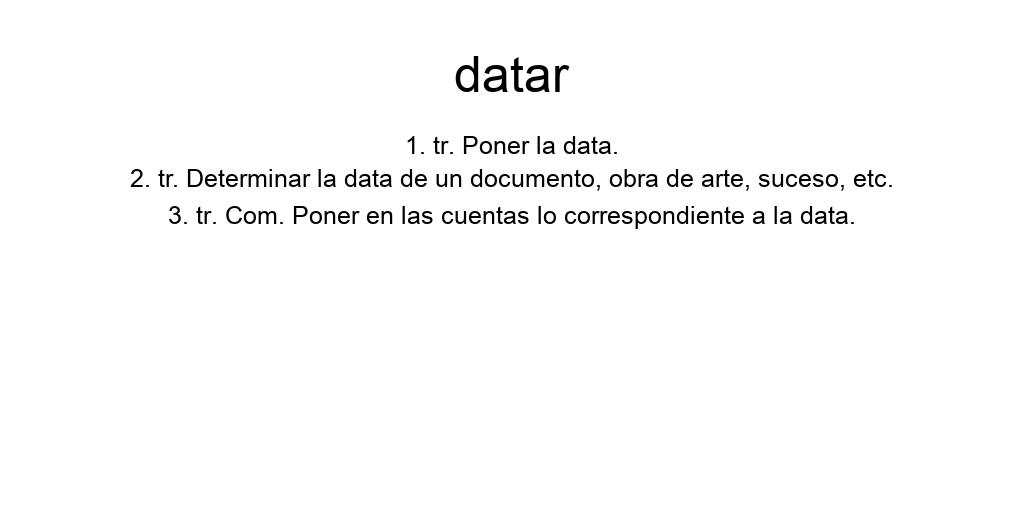 datar
1. tr. Poner la data.
2. tr. Determinar la data de un documento, obra de arte, suceso, etc.
3. tr. Com. Poner en las cuentas lo correspondiente a la data.